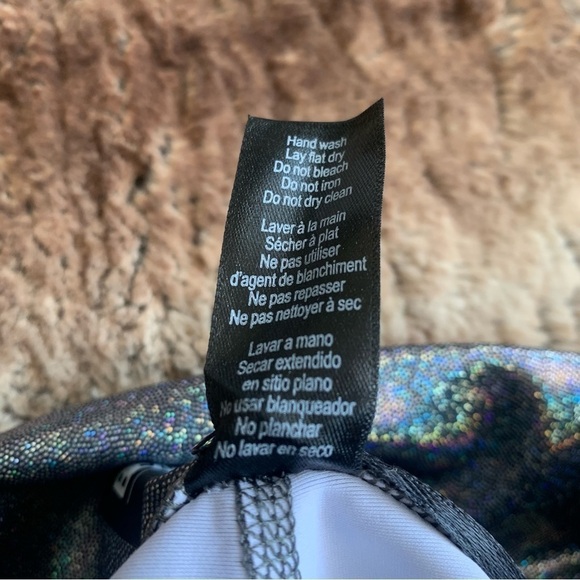 Hand wash
Lay flat dry
Do not bleach
Do not iron
Do not dry clean
Laver à la main
Sécher à plat
Ne pas utiliser
d'agent de blanchiment
Ne pas repasser
Ne pas nettoyer à sec
Lavar a mano
Secar extendido
en sitio plano
No usar blanqueador
No planchar
No lavar en seco